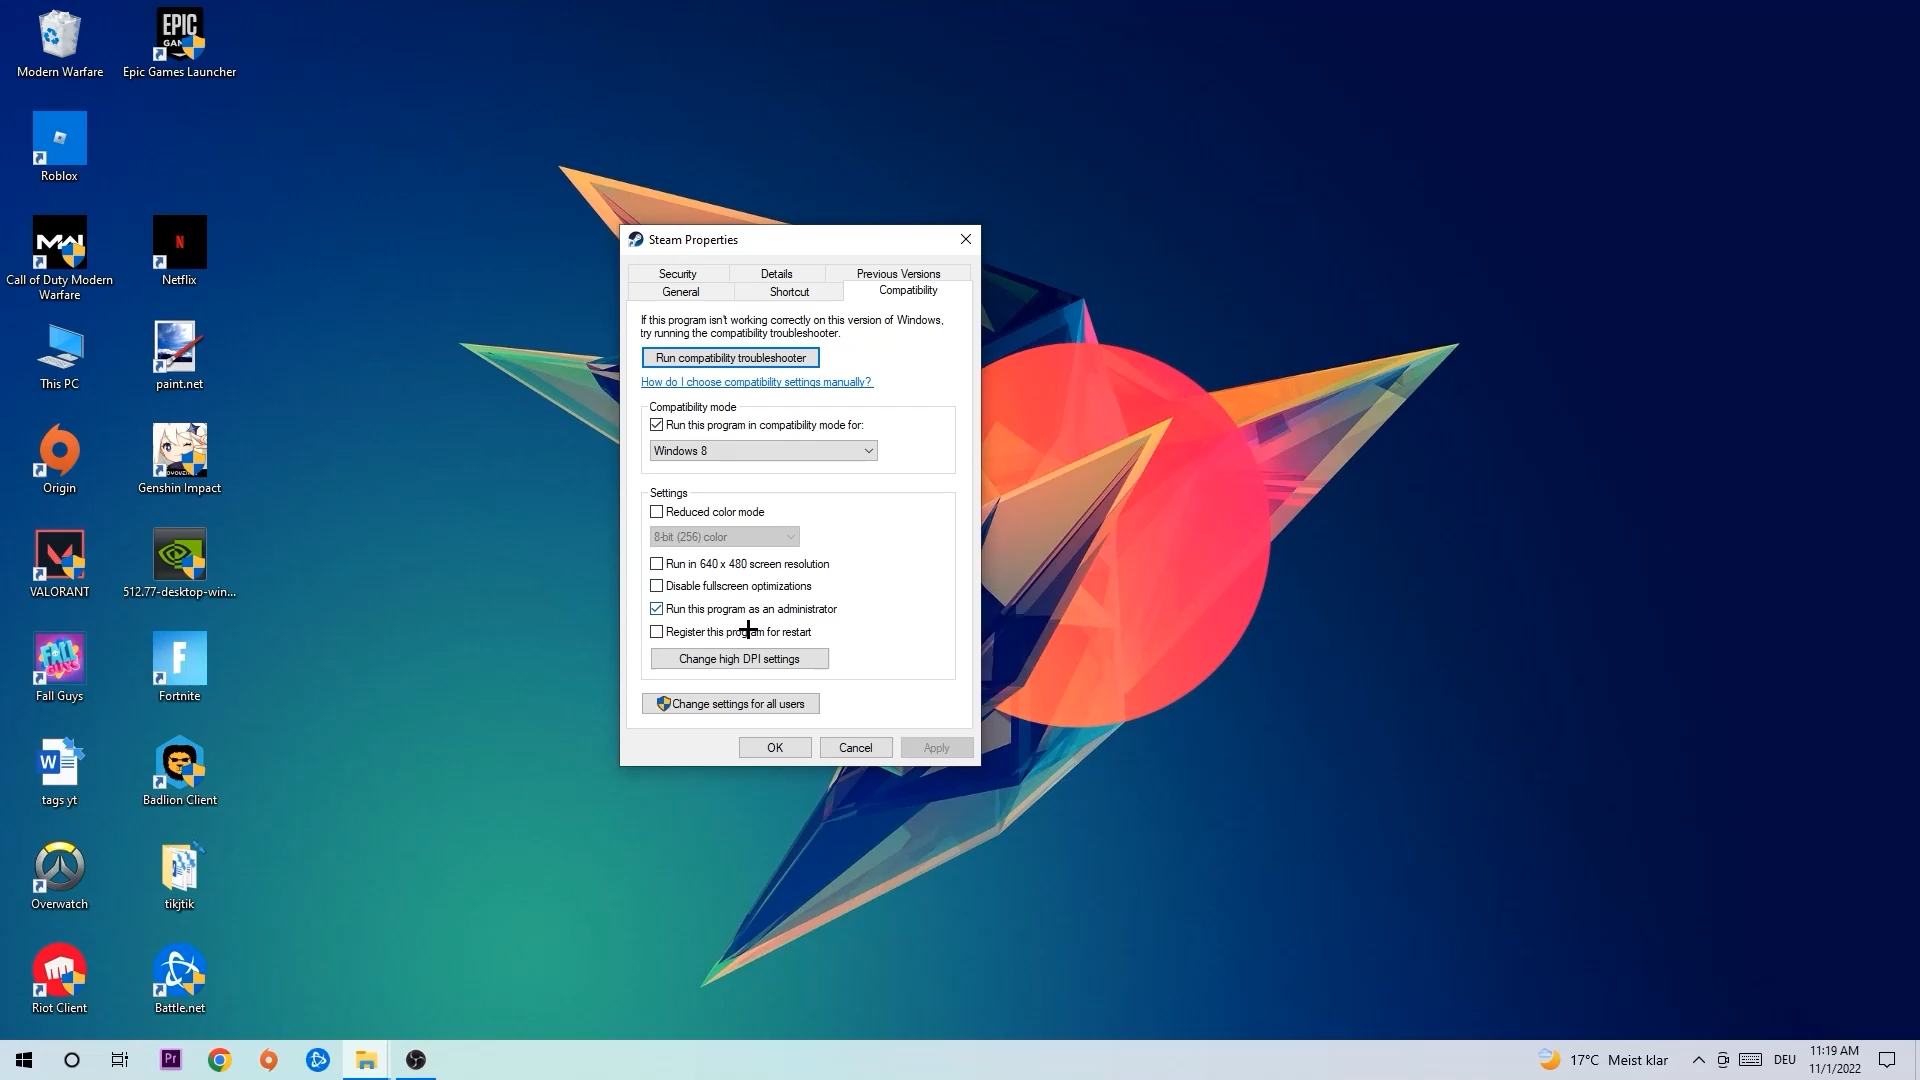 Modern Warfare
EPIC
GAMES
Epic Games Launcher
Roblox
MW
Call of Duty Modern
Warfare
N
Netflix
This PC
paint.net
Origin
Genshin Impact
VALORANT
512.77-desktop-win...
FALL
GUYS
Fall Guys
F
Fortnite
W
tags yt
Badlion Client
Overwatch
tikjtik
Riot Client
Battle.net
Steam Properties
Security
Details
Previous Versions
General
Shortcut
Compatibility
If this program isn't working correctly on this version of Windows,
try running the compatibility troubleshooter.
Run compatibility troubleshooter
How do I choose compatibility settings manually?
Compatibility mode
Run this program in compatibility mode for:
Windows 8
Settings
Reduced color mode
8-bit (256) color
Run in 640 x 480 screen resolution
Disable fullscreen optimizations
Run this program as an administrator
Register this program for restart
Change high DPI settings
Change settings for all users
OK
Cancel
Apply
Pr
17°C Meist klar
DEU
11:19 AM
11/1/2022